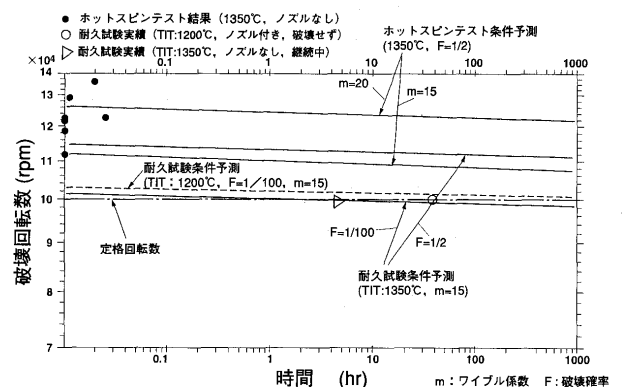 ● ホットスピンテスト結果（1350℃，ノズルなし）
○ 耐久試験実績（TIT:1200℃，ノズル付き，破壊せず）
▷ 耐久試験実績（TIT:1350℃，ノズルなし，継続中）
ホットスピンテスト条件予測
(1350℃, F=1/2)
×10⁴
0.1 1 10 100 1000
14
13
12
11
10
9
8
7
m=20
m=15
耐久試験条件予測
(TIT：1200℃，F=1／100，m=15)
定格回転数
F=1/100
F=1/2
耐久試験条件予測
(TIT:1350℃，m=15)
破壊回転数 (rpm)
0.1 1 10 100 1000
時間 (hr)
m：ワイブル係数 F：破壊確率